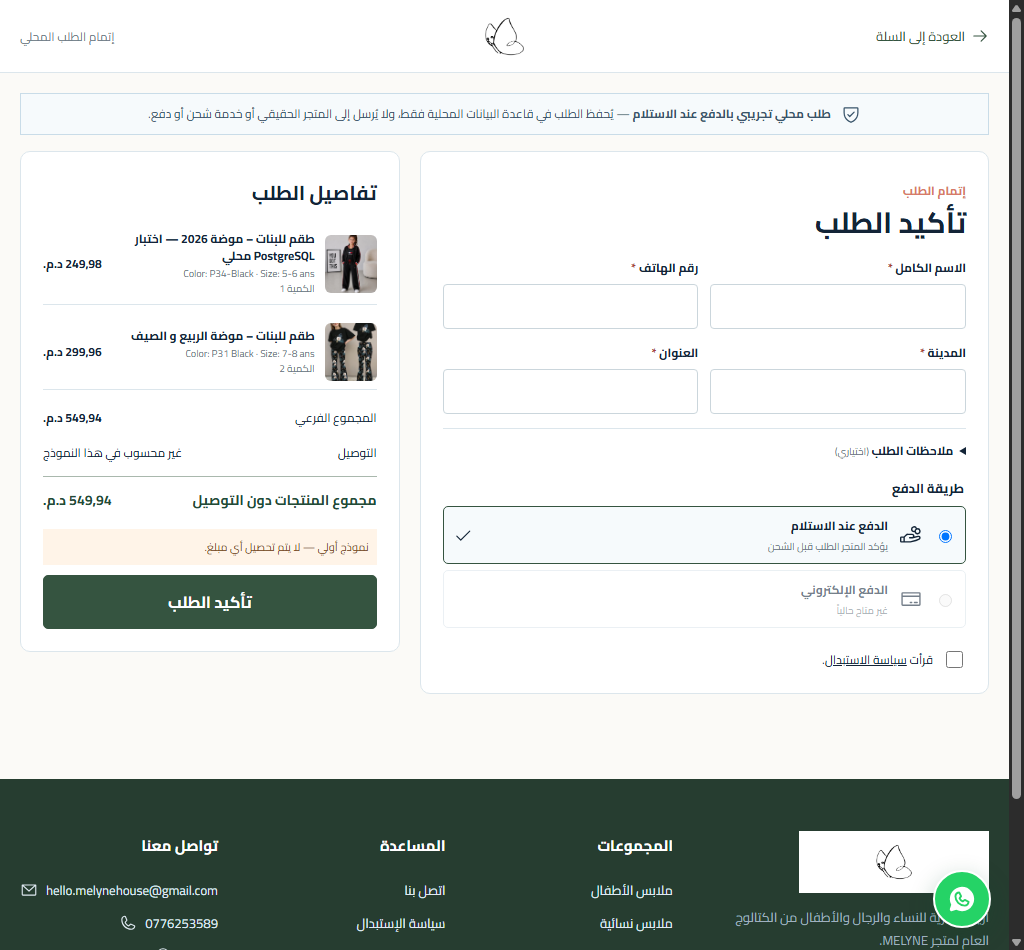 العودة إلى السلة
إتمام الطلب المحلي
طلب محلي تجريبي بالدفع عند الاستلام — يُحفظ الطلب في قاعدة البيانات المحلية فقط، ولا يُرسل إلى المتجر الحقيقي أو خدمة شحن أو دفع.
إتمام الطلب
تأكيد الطلب
الاسم الكامل *
رقم الهاتف *
المدينة *
العنوان *
ملاحظات الطلب (اختياري)
طريقة الدفع
الدفع عند الاستلام
يؤكد المتجر الطلب قبل الشحن
الدفع الإلكتروني
غير متاح حالياً
قرأت سياسة الاستبدال.
تفاصيل الطلب
طقم للبنات – موضة 2026 — اختبار
PostgreSQL محلي
Color: P34-Black · Size: 5-6 ans
الكمية 1
249,98 د.م.
طقم للبنات – موضة الربيع و الصيف
Color: P31 Black · Size: 7-8 ans
الكمية 2
299,96 د.م.
المجموع الفرعي
549,94 د.م.
التوصيل
غير محسوب في هذا النموذج
مجموع المنتجات دون التوصيل
549,94 د.م.
نموذج أولي — لا يتم تحصيل أي مبلغ.
تأكيد الطلب
للنساء والرجال والأطفال من الكتالوج
العام لمتجر MELYNE.
المجموعات
ملابس الأطفال
ملابس نسائية
المساعدة
اتصل بنا
سياسة الإستبدال
تواصل معنا
hello.melynehouse@gmail.com
0776253589